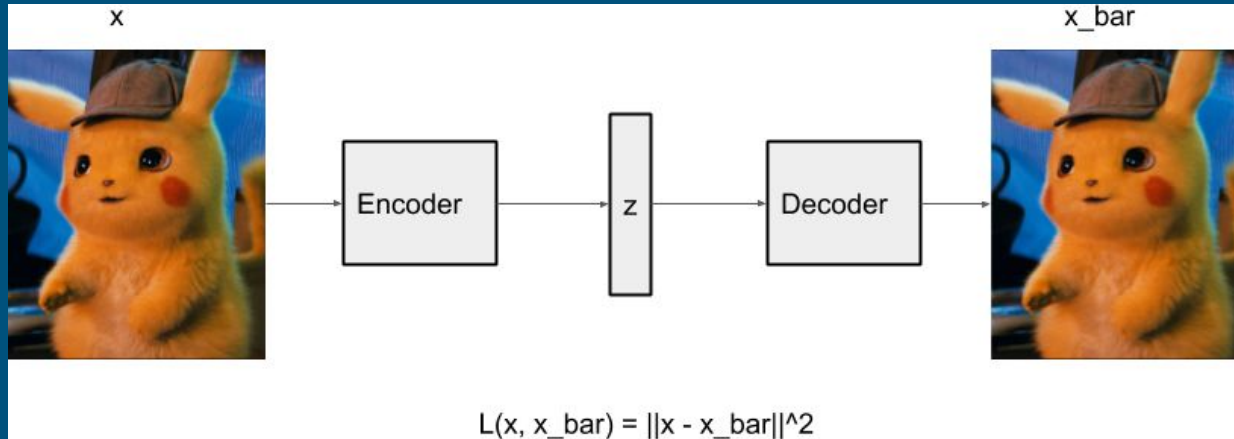 x
x_bar
Encoder
z
Decoder
L(x, x_bar) = ||x - x_bar||^2